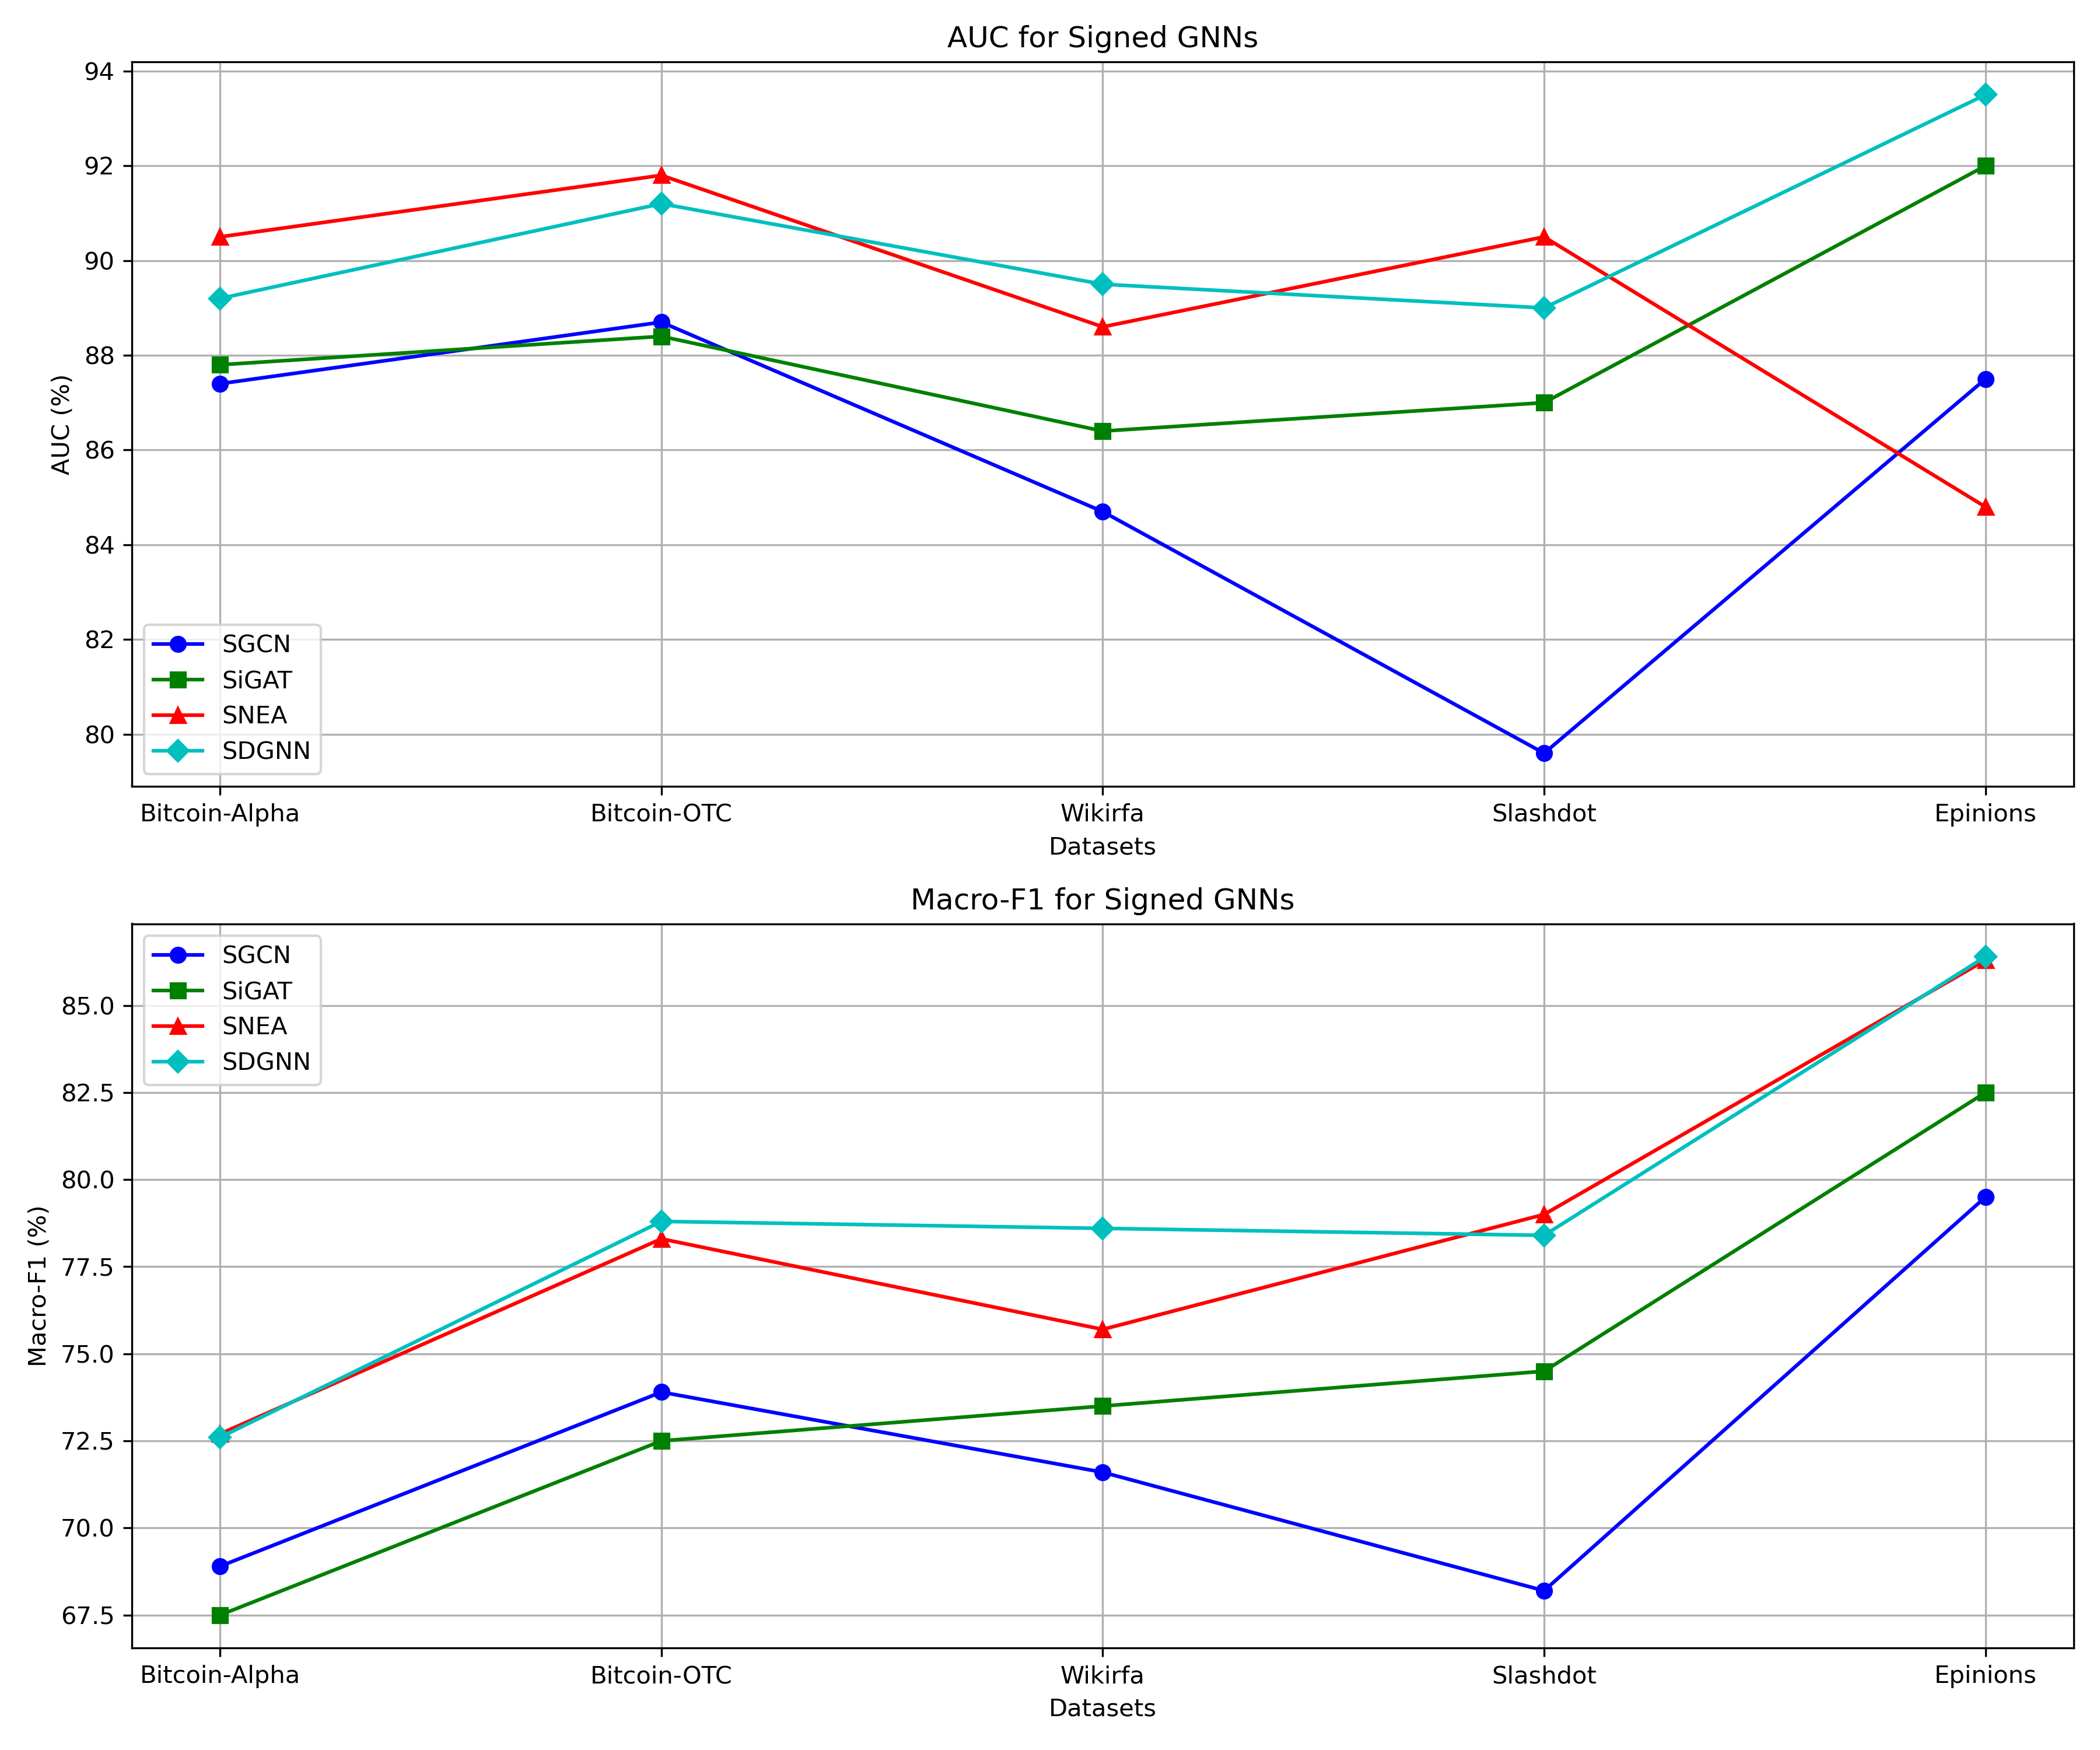 AUC for Signed GNNs
AUC (%)
94
92
90
88
86
84
82
80
SGCN
SiGAT
SNEA
SDGNN
Bitcoin-Alpha Bitcoin-OTC Wikirfa Slashdot Epinions
Datasets
Macro-F1 for Signed GNNs
Macro-F1 (%)
85.0
82.5
80.0
77.5
75.0
72.5
70.0
67.5
SGCN
SiGAT
SNEA
SDGNN
Bitcoin-Alpha Bitcoin-OTC Wikirfa Slashdot Epinions
Datasets